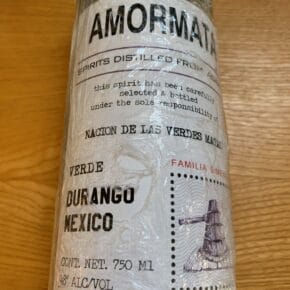 AMORMATA
SPIRITS DISTILLED FROM
this spirit has been carefully
selected & bottled
under the sole responsibility of
NACION DE LAS VERDES
VERDE
FAMILIA
DURANGO
MEXICO
CONT. NET. 750 Ml
48° ALC/VOL